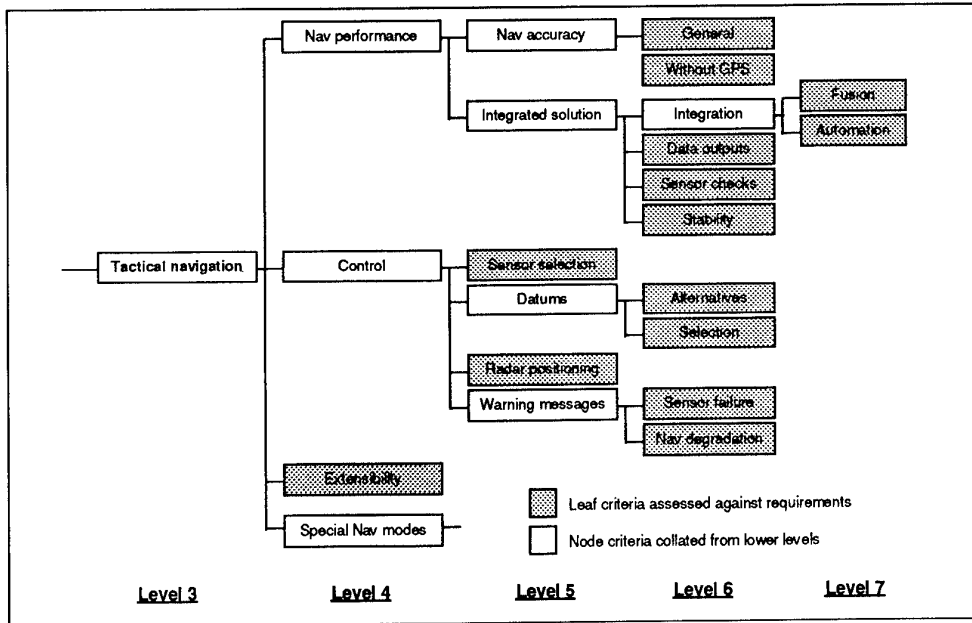 Nav performance
Nav accuracy
General
Without GPS
Fusion
Integrated solution
Integration
Automation
Data outputs
Sensor checks
Stability
Tactical navigation
Control
Sensor selection
Datums
Alternatives
Selection
Radar positioning
Warning messages
Sensor failure
Nav degradation
Extensibility
Leaf criteria assessed against requirements
Special Nav modes
Node criteria collated from lower levels
Level 3
Level 4
Level 5
Level 6
Level 7